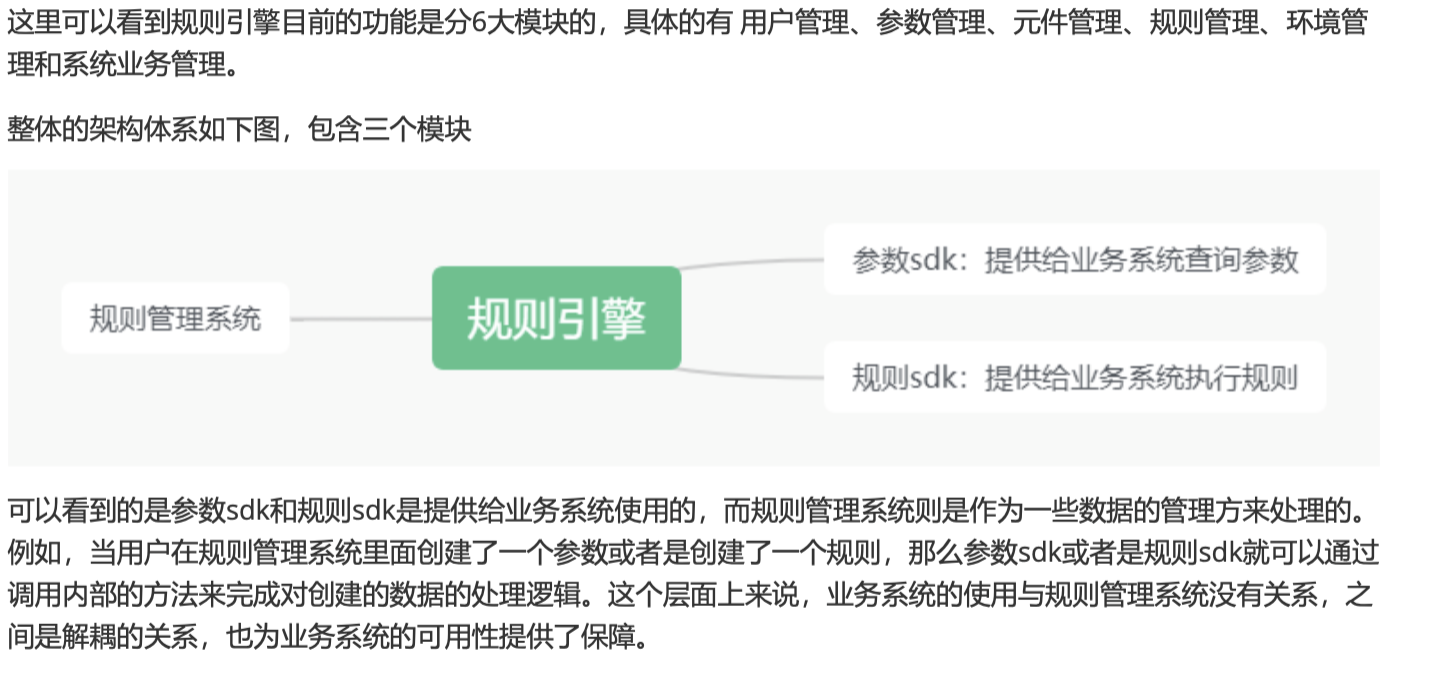 这里可以看到规则引擎目前的功能是分6大模块的，具体的有 用户管理、参数管理、元件管理、规则管理、环境管
理和系统业务管理。
整体的架构体系如下图，包含三个模块
规则管理系统
规则引擎
参数sdk：提供给业务系统查询参数
规则sdk：提供给业务系统执行规则
可以看到的是参数sdk和规则sdk是提供给业务系统使用的，而规则管理系统则是作为一些数据的管理方来处理的。
例如，当用户在规则管理系统里面创建了一个参数或者是创建了一个规则，那么参数sdk或者是规则sdk就可以通过
调用内部的方法来完成对创建的数据的处理逻辑。这个层面上来说，业务系统的使用与规则管理系统没有关系，之
间是解耦的关系，也为业务系统的可用性提供了保障。